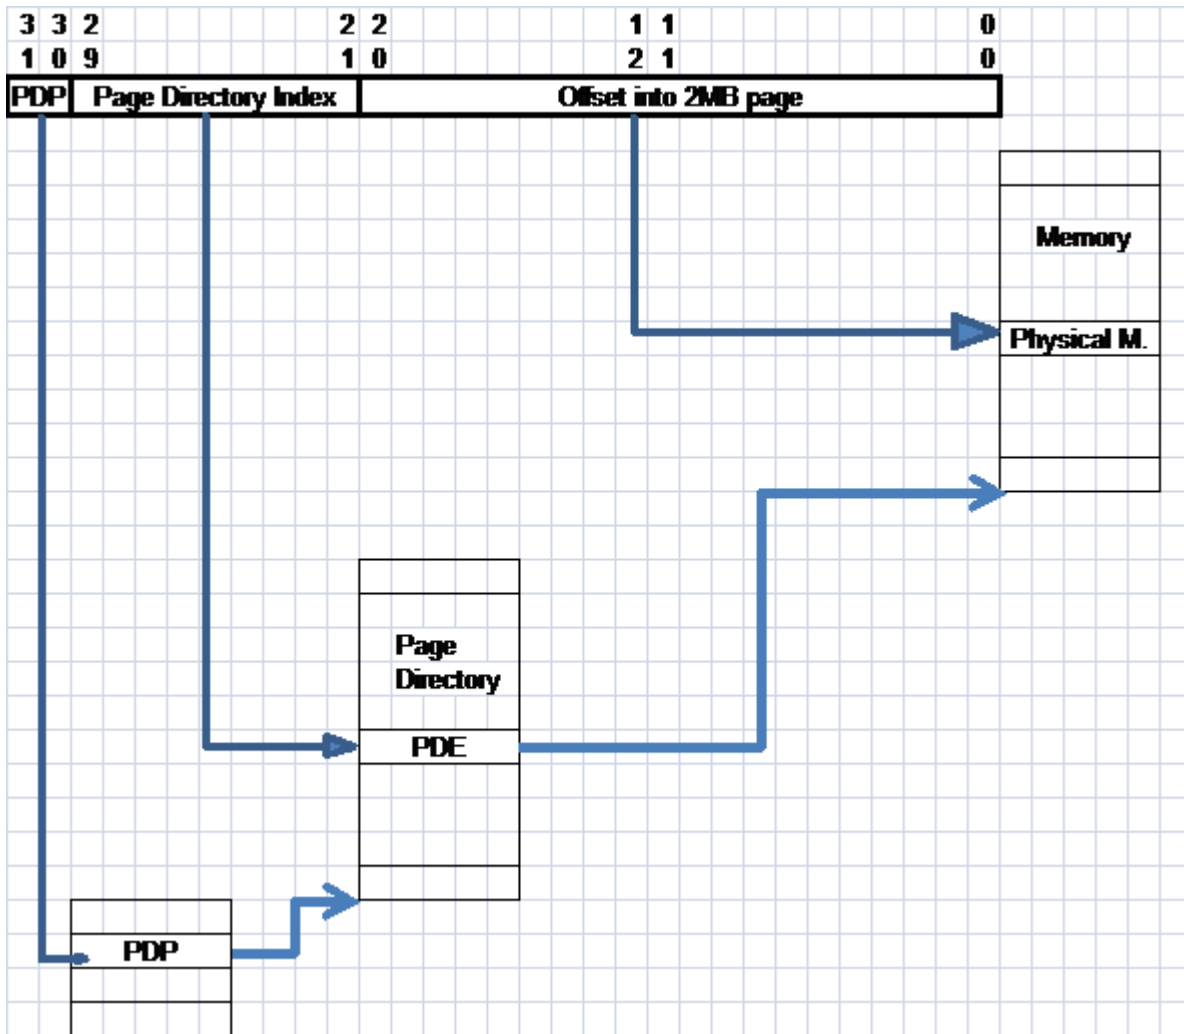 3 3 2 2 2 1 1 0
1 0 9 1 0 2 1 0
PDP Page Directory Index Offset into 2MB page
Memory
Physical M.
Page
Directory
PDE
PDP